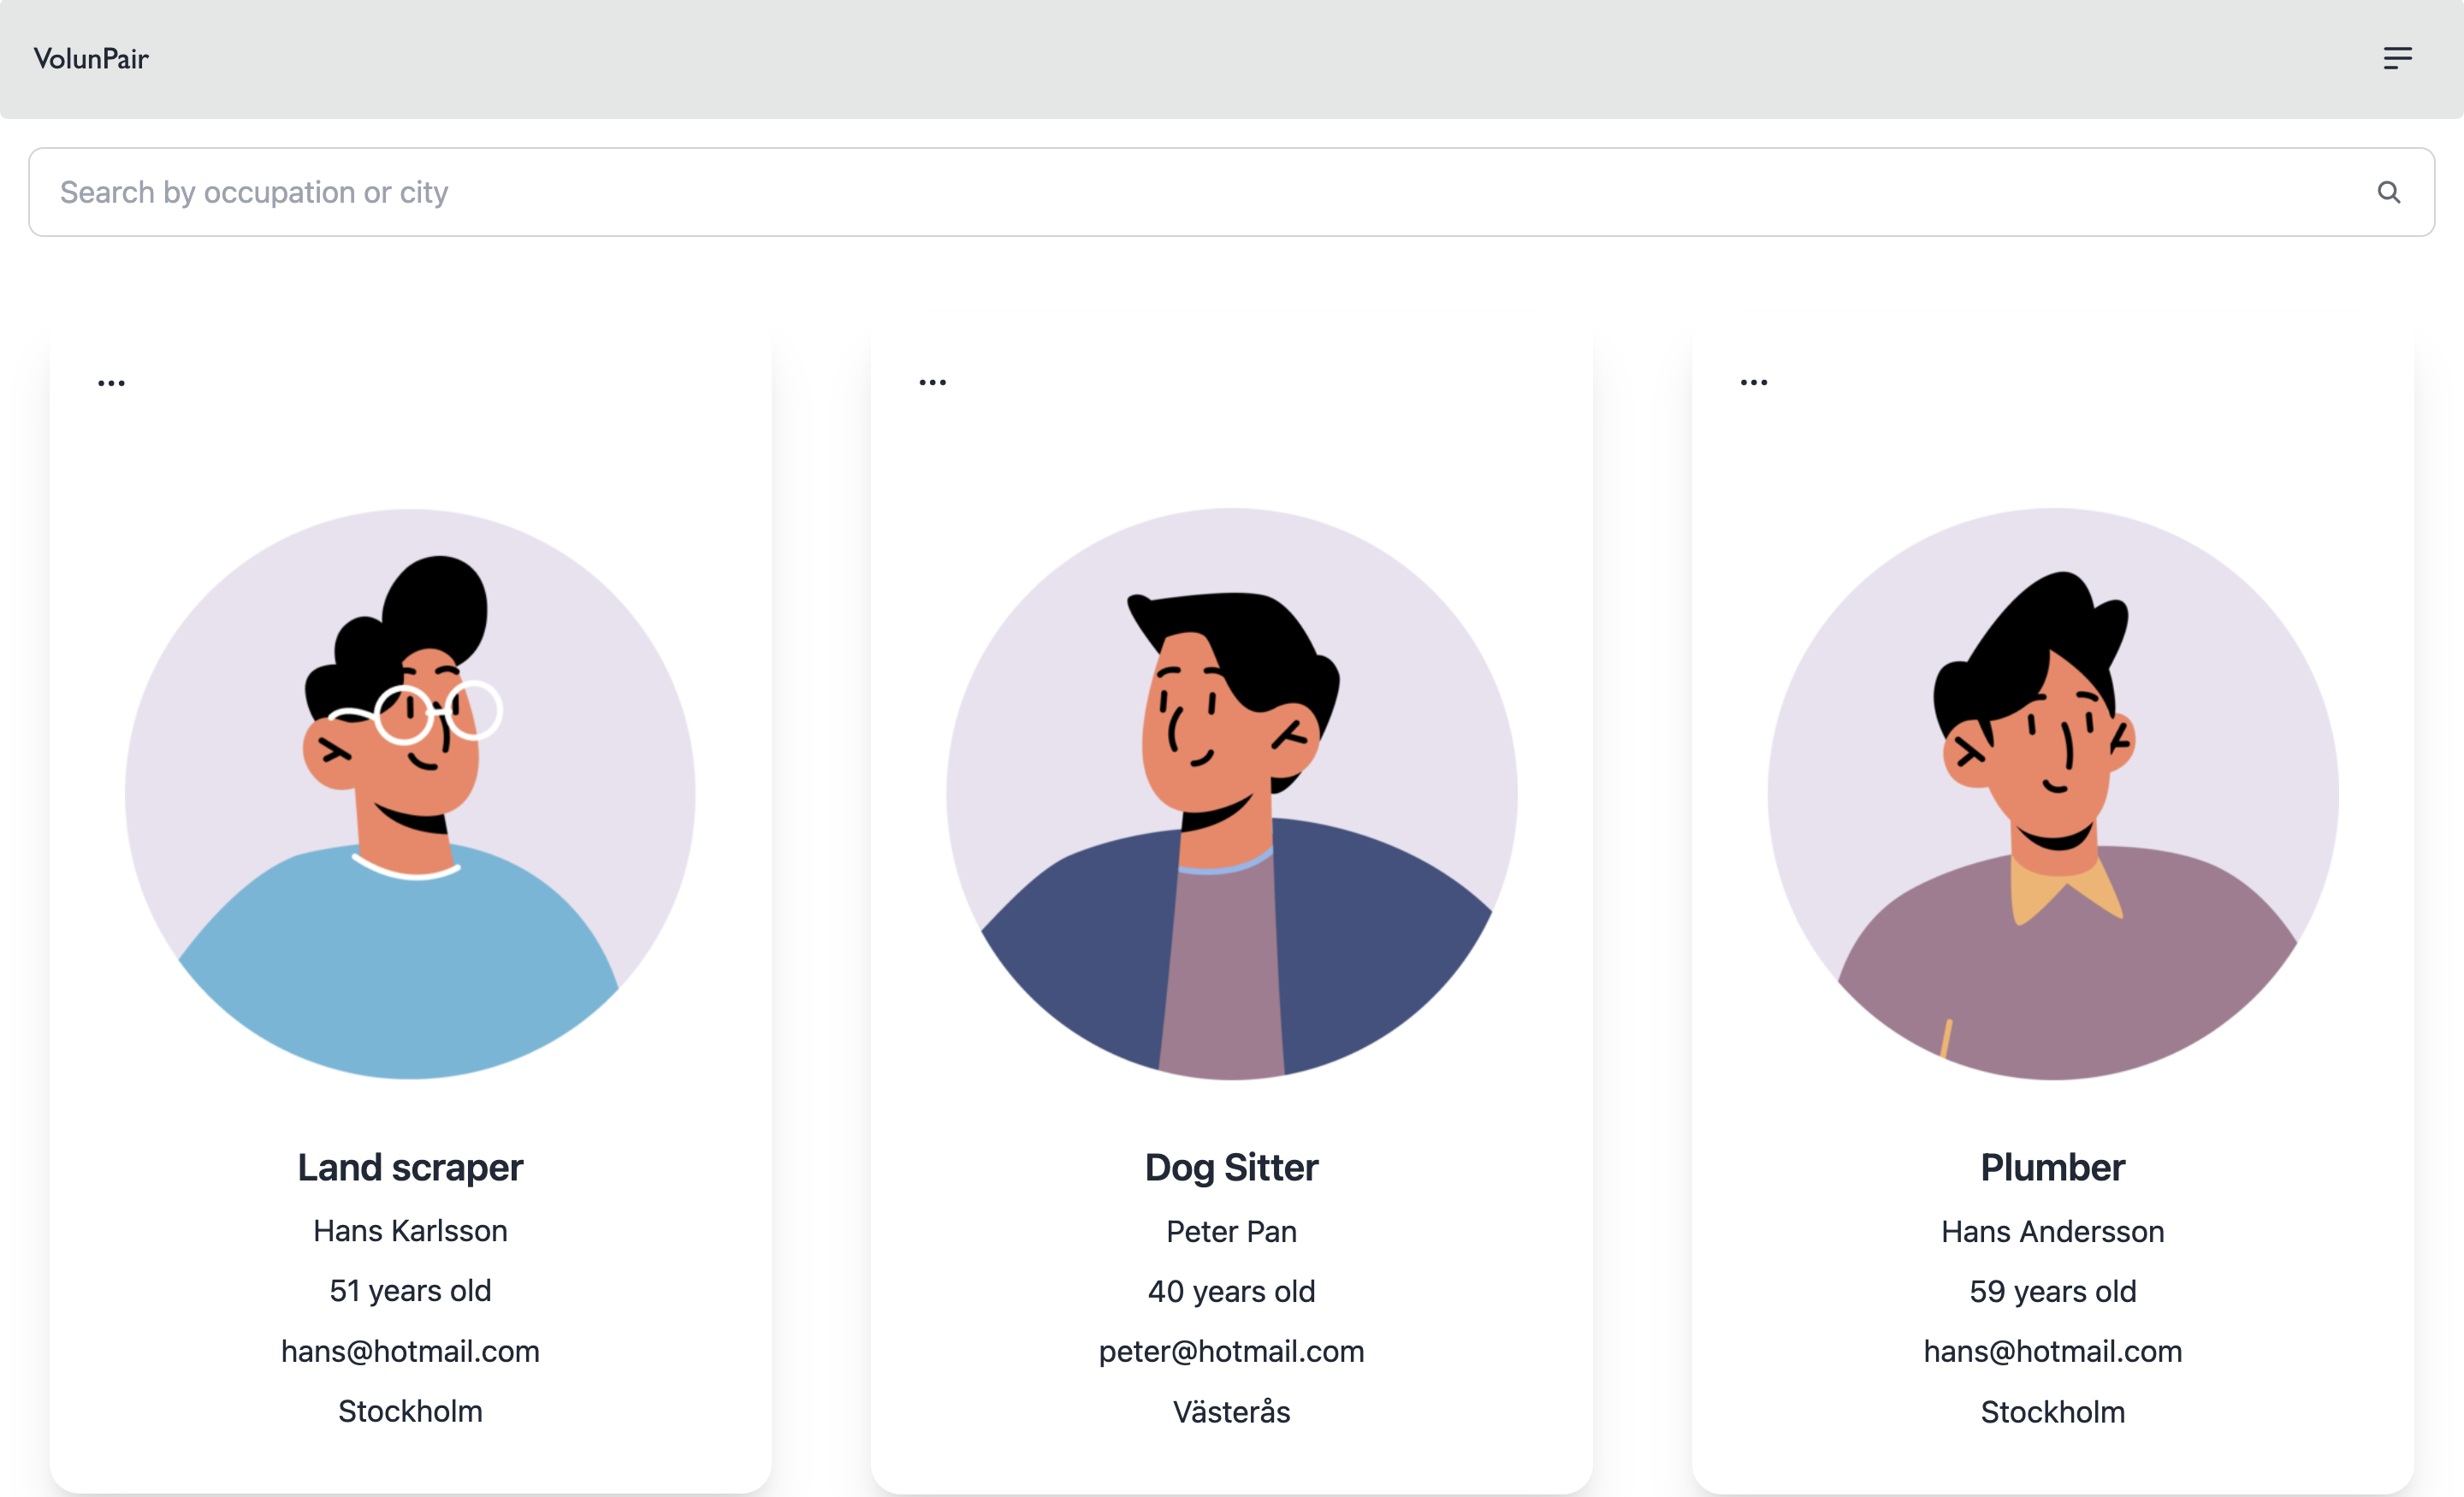 VolunPair
Search by occupation or city
Land scraper
Hans Karlsson
51 years old
hans@hotmail.com
Stockholm
Dog Sitter
Peter Pan
40 years old
peter@hotmail.com
Västerås
Plumber
Hans Andersson
59 years old
hans@hotmail.com
Stockholm